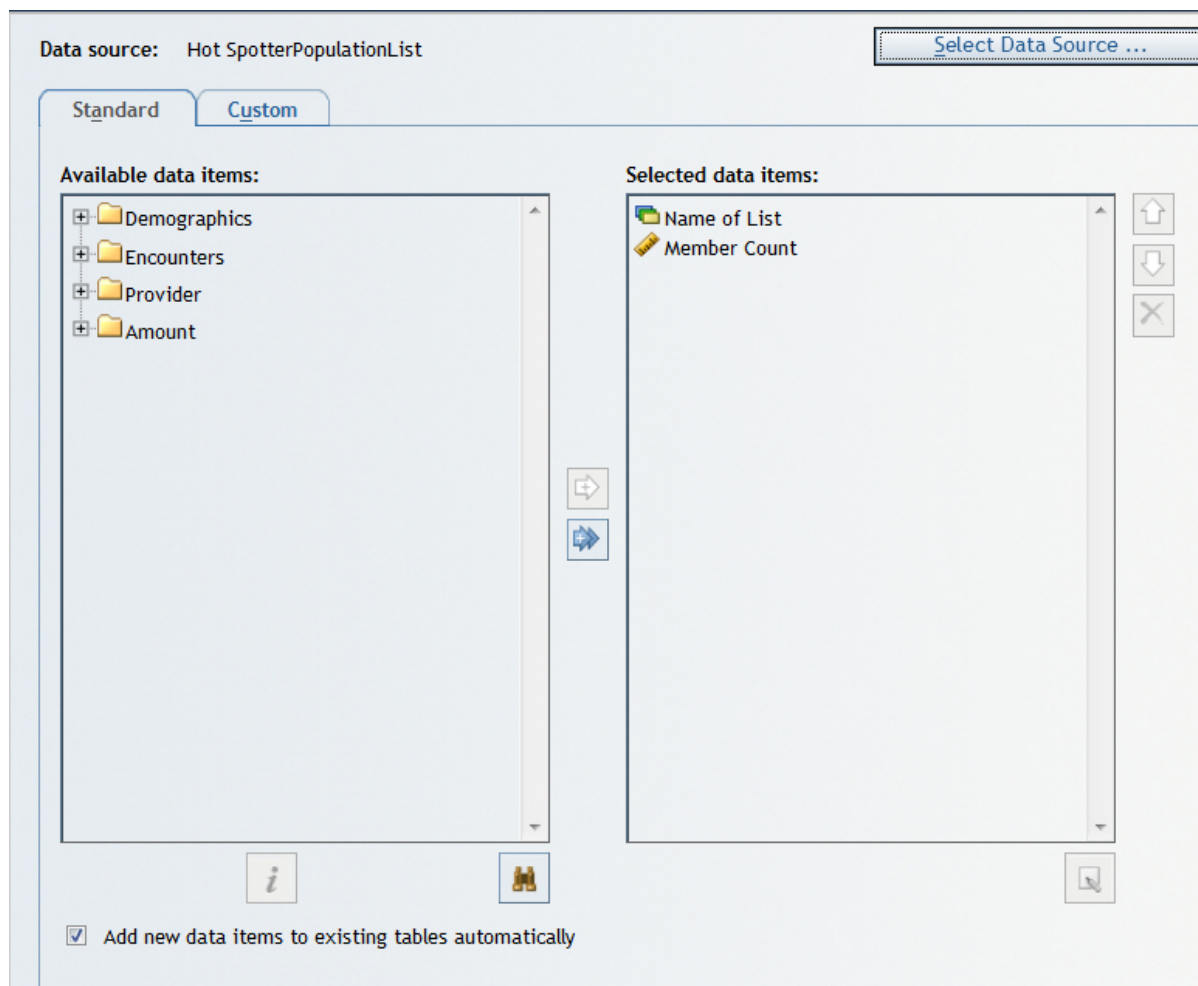 Data source: Hot SpotterPopulationList
Select Data Source ...
Standard
Custom
Available data items:
Selected data items:
Demographics
Encounters
Provider
Amount
Name of List
Member Count
i
Add new data items to existing tables automatically